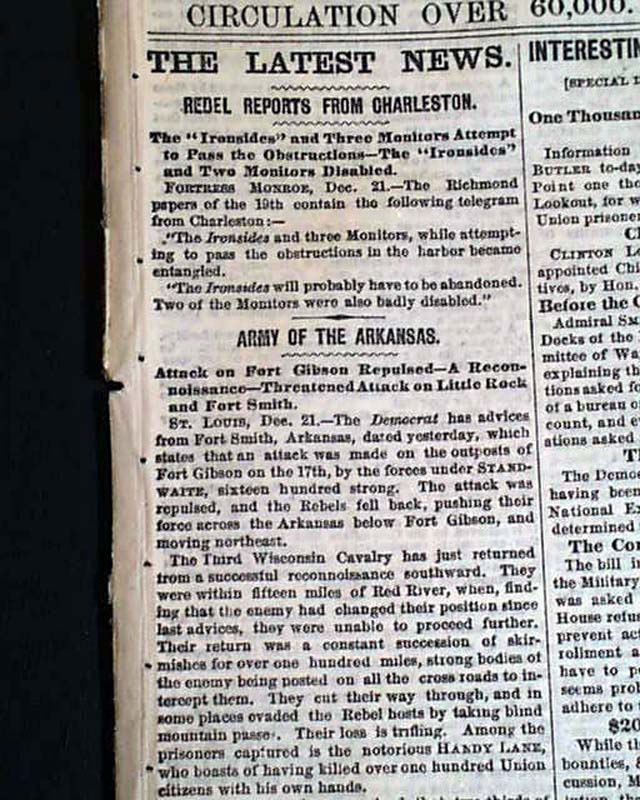 CIRCULATION OVER 60,000.
THE LATEST NEWS.
REBEL REPORTS FROM CHARLESTON.
The "Ironsides" and Three Monitors Attempt
to Pass the Obstructions—The "Ironsides"
and Two Monitors Disabled.
FORTRESS MONROE, Dec. 21.—The Richmond
papers of the 19th contain the following telegram
from Charleston:—
"The Ironsides and three Monitors, while attempt-
ing to pass the obstructions in the harbor became
entangled.
"The Ironsides will probably have to be abandoned.
Two of the Monitors were also badly disabled."
ARMY OF THE ARKANSAS.
Attack on Fort Gibson Repulsed—A Recon-
noissance—Threatened Attack on Little Rock
and Fort Smith.
ST. LOUIS, Dec. 21.—The Democrat has advices
from Fort Smith, Arkansas, dated yesterday, which
states that an attack was made on the outposts of
Fort Gibson on the 17th, by the forces under STAND-
WAITE, sixteen hundred strong. The attack was
repulsed, and the Rebels fell back, pushing their
force across the Arkansas below Fort Gibson, and
moving northeast.
The Third Wisconsin Cavalry has just returned
from a successful reconnoissance southward. They
were within fifteen miles of Red River, when, find-
ing that the enemy had changed their position since
last advices, they were unable to proceed further.
Their return was a constant succession of skir-
mishes for over one hundred miles, strong bodies of
the enemy being posted on all the cross roads to in-
tercept them. They cut their way through, and in
some places evaded the Rebel hosts by taking blind
mountain passes. Their loss is trifling. Among the
prisoners captured is the notorious HANDY LANE,
who boasts of having killed over one hundred Union
citizens with his own hands.
INTERESTIN
[SPECIAL
One Thousan
Information
BUTLER to-day
Point one the
Lookout, for w
Union prisone
CLINTON L
appointed Chi
tives, by Hon.
Before the C
Admiral SM
Docks of the
mittee of Wa
explaining th
tions asked fo
of a bureau o
count, and e
ations asked
The Democ
having been
National Ex
determined
The Con
The bill i
the Military
was asked
House refus
prevent ac
rollment a
have to p
seems prob
adhere to
$20
While th
bounties, &
cussion, M